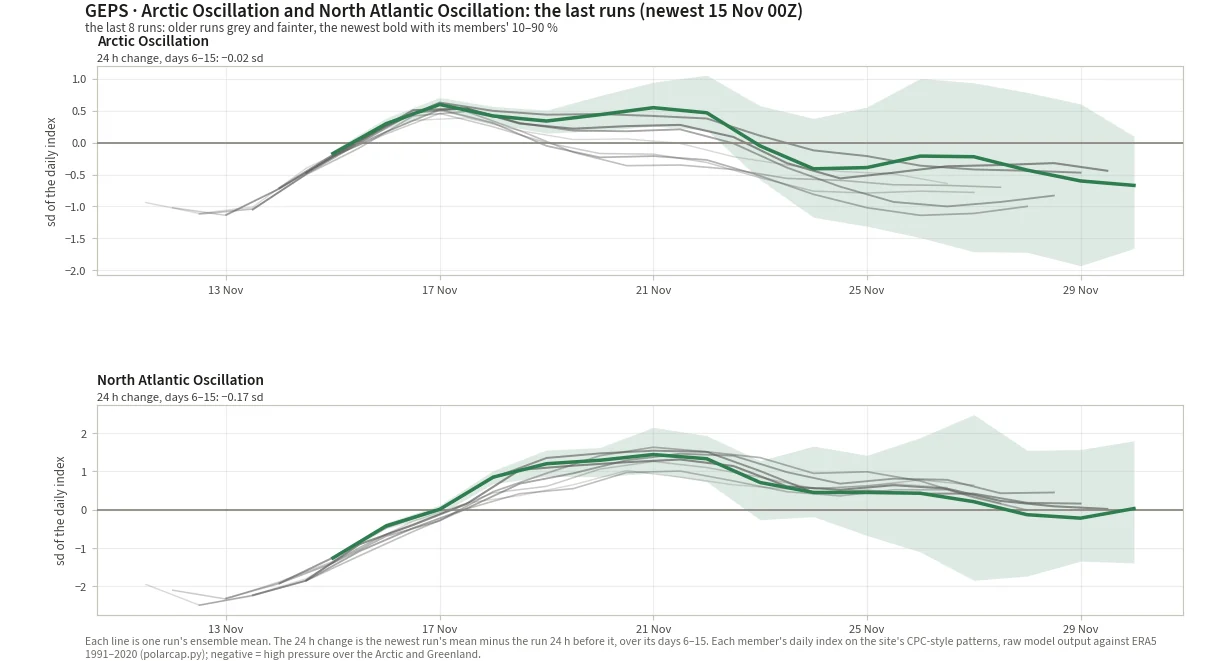 GEPS · Arctic Oscillation and North Atlantic Oscillation: the last runs (newest 15 Nov 00Z)
the last 8 runs: older runs grey and fainter, the newest bold with its members' 10–90 %
Arctic Oscillation
24 h change, days 6–15: −0.02 sd
1.0
0.5
0.0
−0.5
−1.0
−1.5
−2.0
sd of the daily index
13 Nov 17 Nov 21 Nov 25 Nov 29 Nov
North Atlantic Oscillation
24 h change, days 6–15: −0.17 sd
2
1
0
−1
−2
sd of the daily index
13 Nov 17 Nov 21 Nov 25 Nov 29 Nov
Each line is one run's ensemble mean. The 24 h change is the newest run's mean minus the run 24 h before it, over its days 6–15. Each member's daily index on the site's CPC-style patterns, raw model output against ERA5
1991–2020 (polarcap.py); negative = high pressure over the Arctic and Greenland.